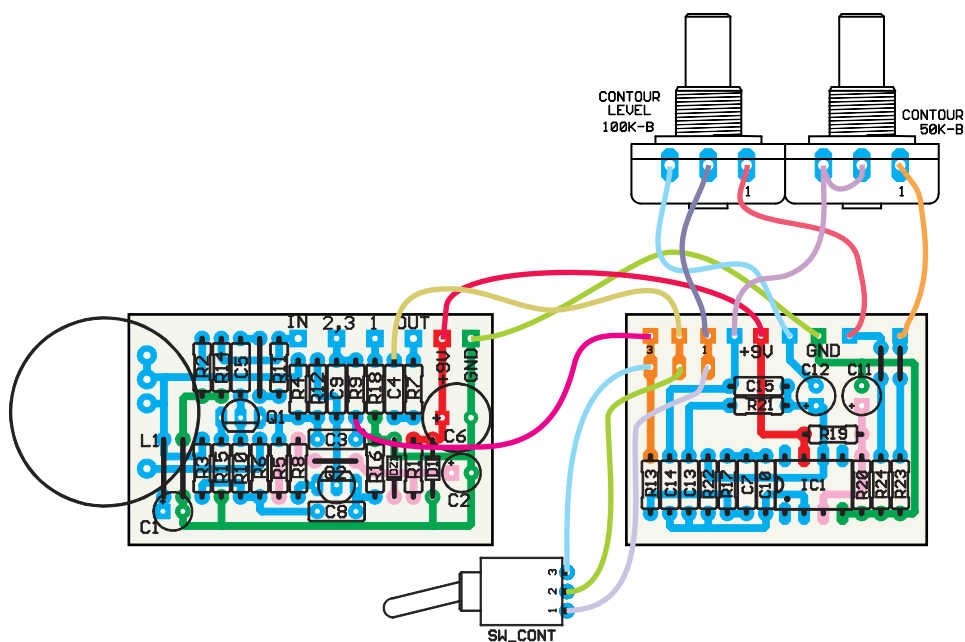 CONTOUR
LEVEL
100K-B
CONTOUR
50K-B
1
1
IN 2,3 1 OUT
+9V
GND
3
1
+9V
GND
R2
R14
C5
R11
R4
R12
C9
R9
R18
C4
R7
Q1
C6
L1
C3
R3
R15
R10
R6
R5
R8
Q2
R16
D2
R1
D1
C2
C1
C8
C15
R21
C12
C11
R19
R13
C14
C13
R22
R17
C7
C10
IC1
R20
R24
R23
3
2
1
SW_CONT